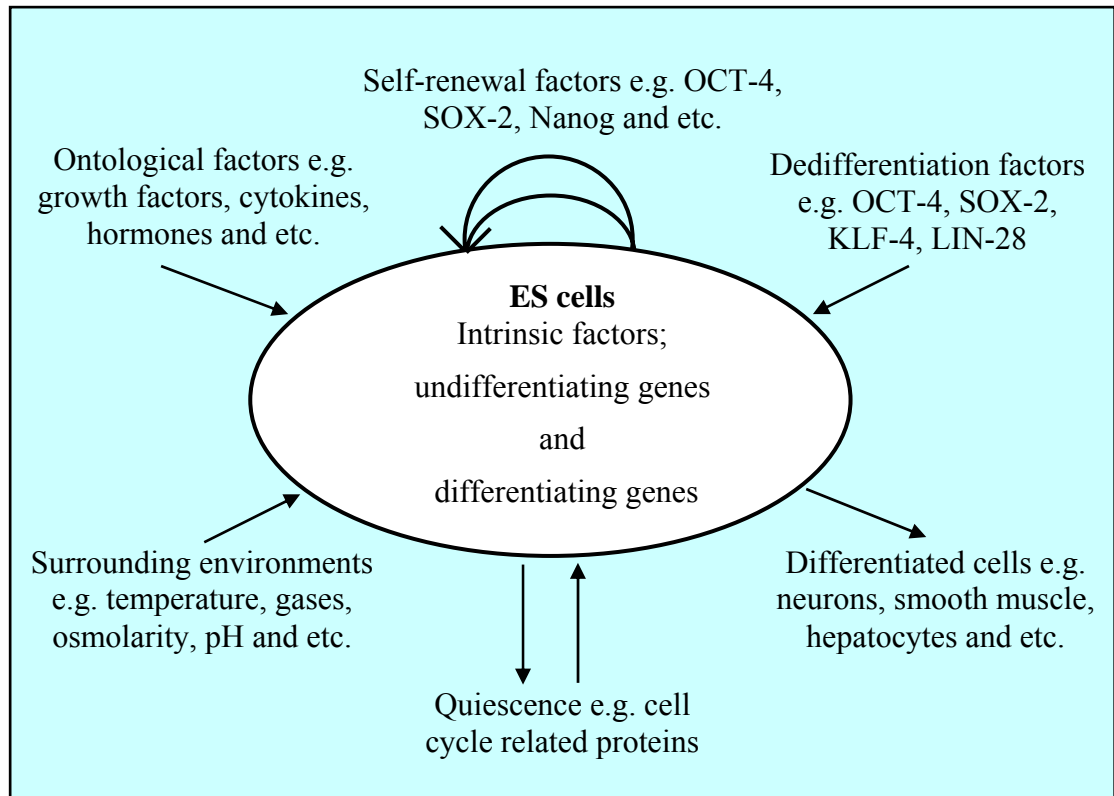 Self-renewal factors e.g. OCT-4,
SOX-2, Nanog and etc.
Ontological factors e.g.
growth factors, cytokines,
hormones and etc.
Dedifferentiation factors
e.g. OCT-4, SOX-2,
KLF-4, LIN-28
ES cells
Intrinsic factors;
undifferentiating genes
and
differentiating genes
Surrounding environments
e.g. temperature, gases,
osmolarity, pH and etc.
Differentiated cells e.g.
neurons, smooth muscle,
hepatocytes and etc.
Quiescence e.g. cell
cycle related proteins